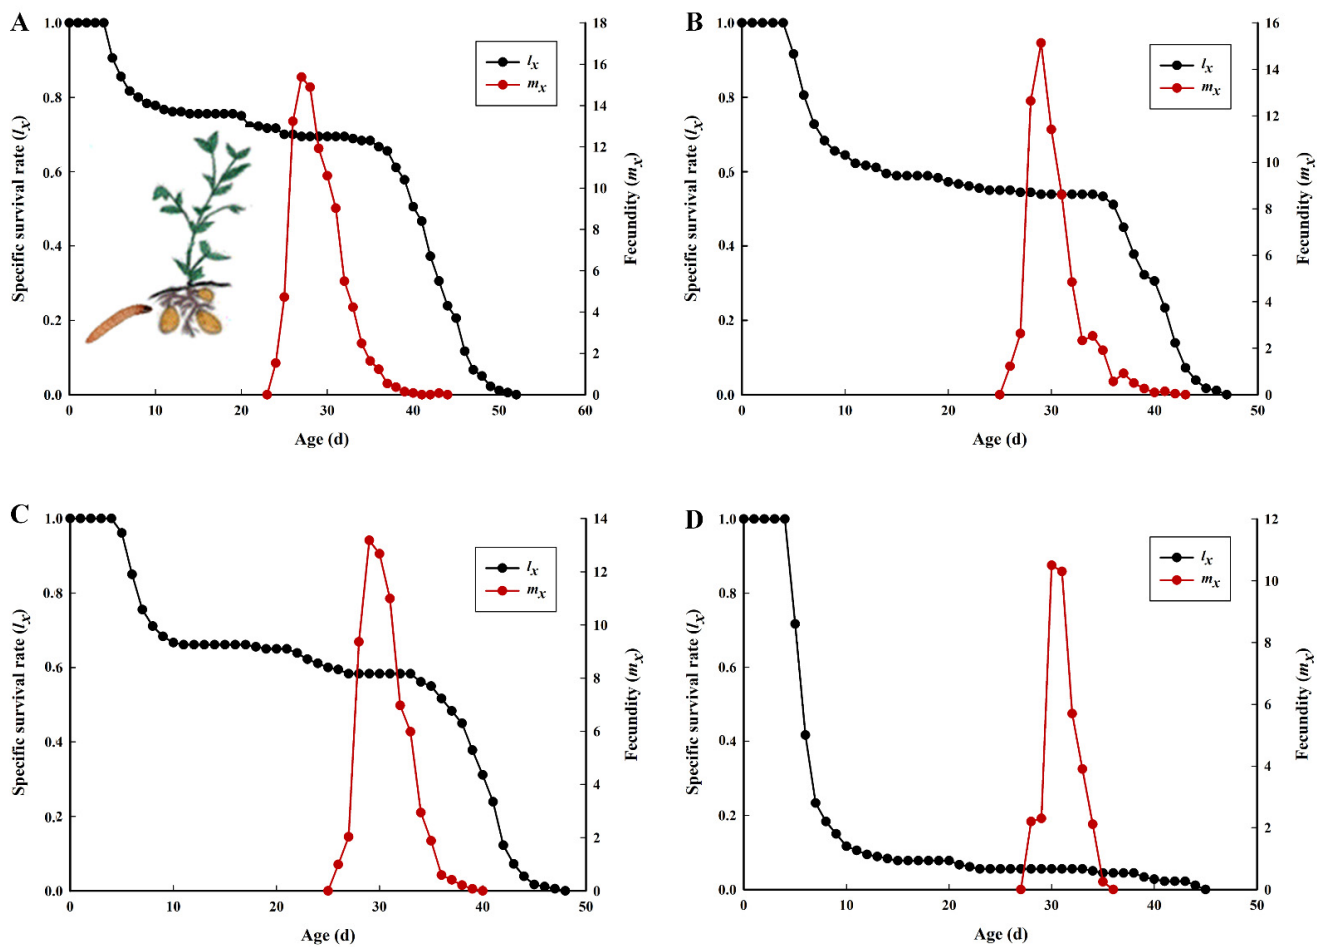 A
1.0
0.8
0.6
0.4
0.2
0.0
Specific survival rate (lx)
18
16
14
12
10
8
6
4
2
0
Fecundity (mx)
0 10 20 30 40 50 60
Age (d)
lx
mx
B
1.0
0.8
0.6
0.4
0.2
0.0
Specific survival rate (lx)
16
14
12
10
8
6
4
2
0
Fecundity (mx)
0 10 20 30 40 50
Age (d)
lx
mx
C
1.0
0.8
0.6
0.4
0.2
0.0
Specific survival rate (lx)
14
12
10
8
6
4
2
0
Fecundity (mx)
0 10 20 30 40 50
Age (d)
lx
mx
D
1.0
0.8
0.6
0.4
0.2
0.0
Specific survival rate (lx)
12
10
8
6
4
2
0
Fecundity (mx)
0 10 20 30 40 50
Age (d)
lx
mx